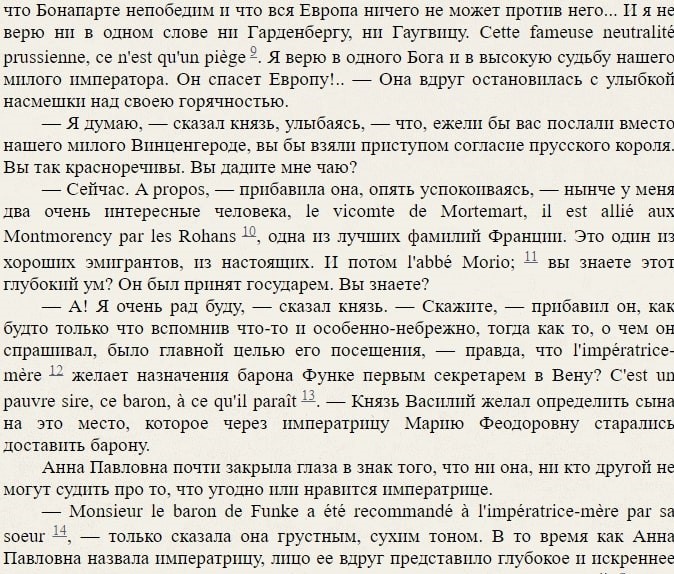 что Бонапарте непобедим и что вся Европа ничего не может против него... И я не
верю ни в одном слове ни Гарденбергу, ни Гаугвицу. Cette fameuse neutralité
prussienne, ce n'est qu'un piège 9. Я верю в одного Бога и в высокую судьбу нашего
милого императора. Он спасет Европу!.. — Она вдруг остановилась с улыбкой
насмешки над своею горячностью.
— Я думаю, — сказал князь, улыбаясь, — что, ежели бы вас послали вместо
нашего милого Винценгероде, вы бы взяли приступом согласие прусского короля.
Вы так красноречивы. Вы дадите мне чаю?
— Сейчас. A propos, — прибавила она, опять успокоиваясь, — нынче у меня
два очень интересные человека, le vicomte de Mortemart, il est allié aux
Montmorency par les Rohans 10, одна из лучших фамилий Франции. Это один из
хороших эмигрантов, из настоящих. И потом l'abbé Morio; 11 вы знаете этот
глубокий ум? Он был принят государем. Вы знаете?
— А! Я очень рад буду, — сказал князь. — Скажите, — прибавил он, как
будто только что вспомнив что-то и особенно-небрежно, тогда как то, о чем он
спрашивал, было главной целью его посещения, — правда, что l'impératrice-
mère 12 желает назначения барона Функе первым секретарем в Вену? C'est un
pauvre sire, ce baron, à ce qu'il paraît 13. — Князь Василий желал определить сына
на это место, которое через императрицу Марию Феодоровну старались
доставить барону.
Анна Павловна почти закрыла глаза в знак того, что ни она, ни кто другой не
могут судить про то, что угодно или нравится императрице.
— Monsieur le baron de Funke a été recommandé à l'impératrice-mère par sa
soeur 14, — только сказала она грустным, сухим тоном. В то время как Анна
Павловна назвала императрицу, лицо ее вдруг представило глубокое и искреннее